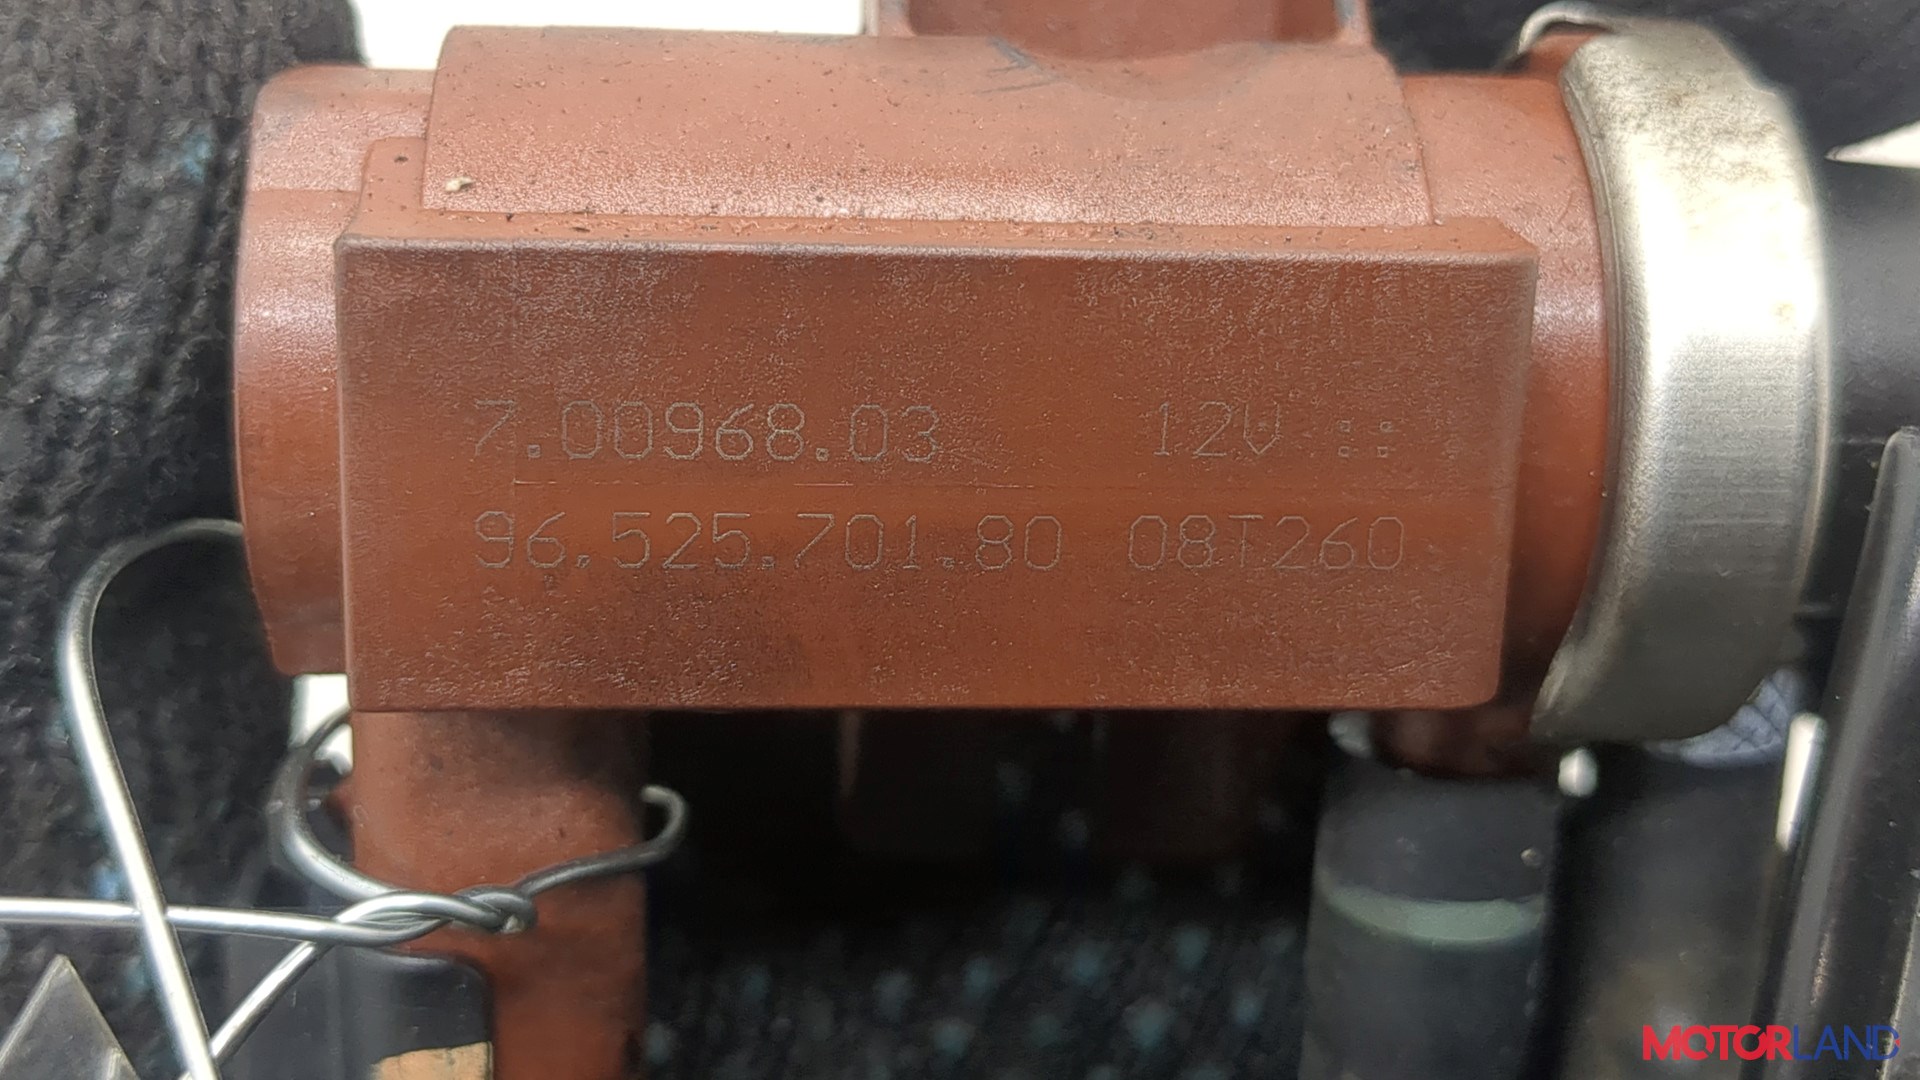 7.00968.03 12V ::
96.525.701.80 08T260
MOTORLAND